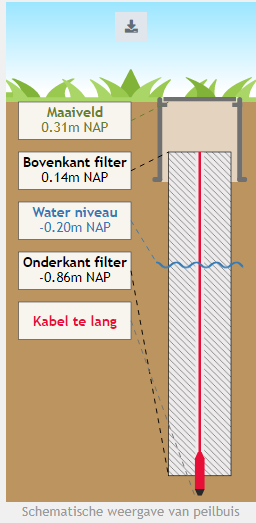 Maaiveld
0.31m NAP
Bovenkant filter
0.14m NAP
Water niveau
-0.20m NAP
Onderkant filter
-0.86m NAP
Kabel te lang
Schematische weergave van peilbuis